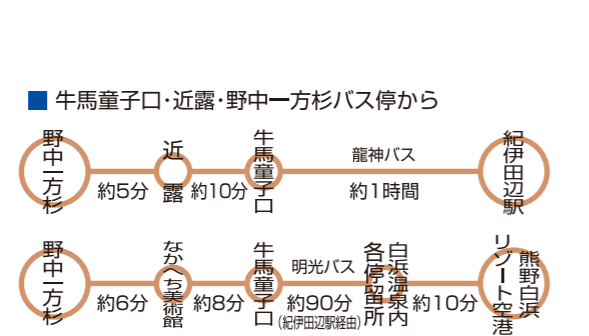 ■ 牛馬童子口・近露・野中一方杉バス停から
野中一方杉
約5分
近露
約10分
牛馬童子口
龍神バス
約1時間
紀伊田辺駅
野中一方杉
約6分
なかへち美術館
約8分
牛馬童子口
明光バス
約90分
(紀伊田辺駅経由)
白浜温泉内
各停留所
約10分
熊野白浜
リゾート空港